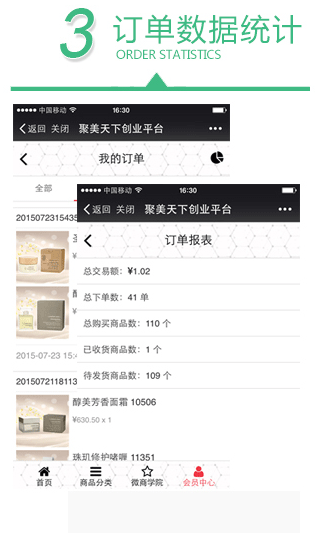 3 订单数据统计
ORDER STATISTICS
中国移动 16:30
返回 关闭 聚美天下创业平台
我的订单
全部
201507231543
¥
醇
¥
2015-07-23 15:4
2015072118113
醇美芳香面霜 10506
¥630.50 x 1
珠玑修护啫喱 11351
首页 商品分类 微商学院 会员中心
中国移动 16:30
返回 关闭 聚美天下创业平台
订单报表
总交易额：¥1.02
总下单数：41 单
总购买商品数：110 个
已收货商品数：1 个
待发货商品数：109 个